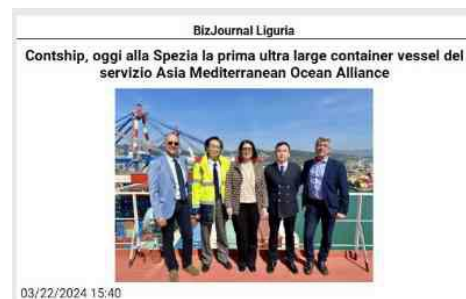 BizJournal Liguria
Contship, oggi alla Spezia la prima ultra large container vessel del
servizio Asia Mediterranean Ocean Alliance
03/22/2024 15:40